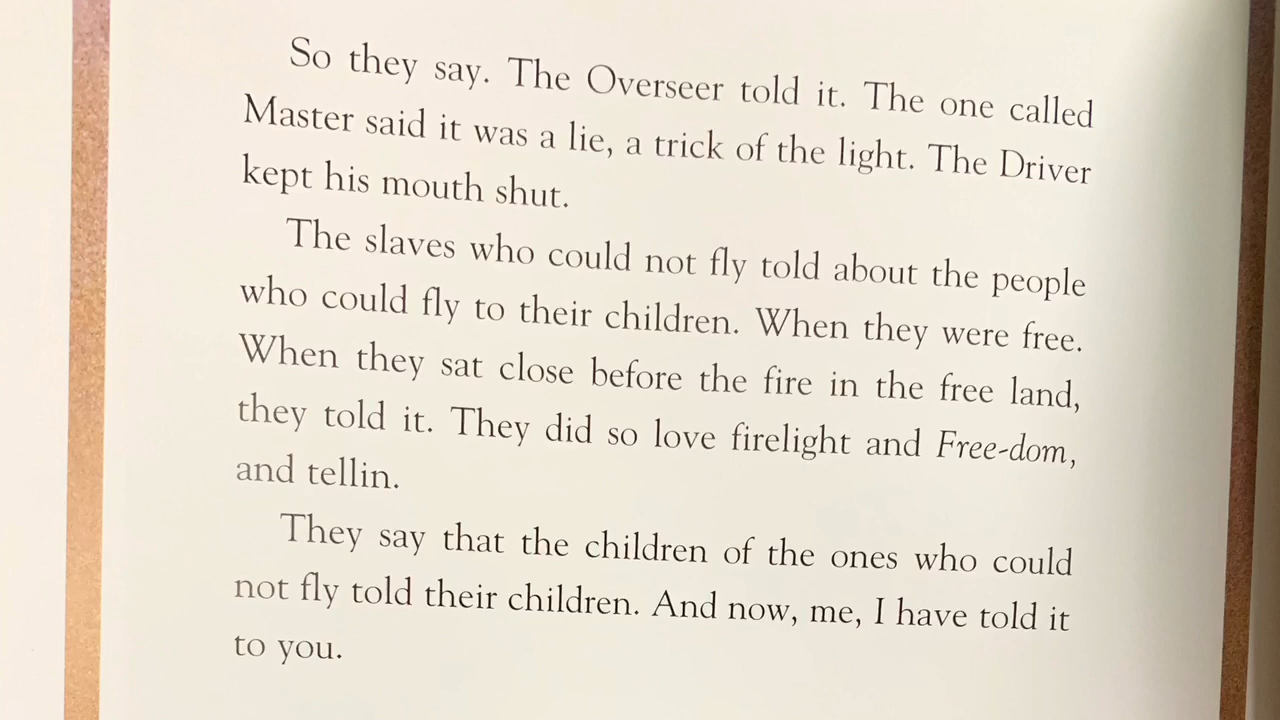 So they say. The Overseer told it. The one called
Master said it was a lie, a trick of the light. The Driver
kept his mouth shut.
The slaves who could not fly told about the people
who could fly to their children. When they were free.
When they sat close before the fire in the free land,
they told it. They did so love firelight and Free-dom,
and tellin.
They say that the children of the ones who could
not fly told their children. And now, me, I have told it
to you.